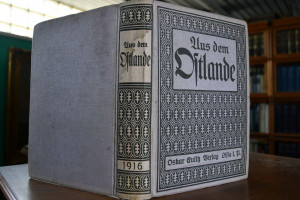 Aus dem
Ostlande
1916
Aus dem
Ostlande
Oskar Eulitz Verlag Lissa i. P.